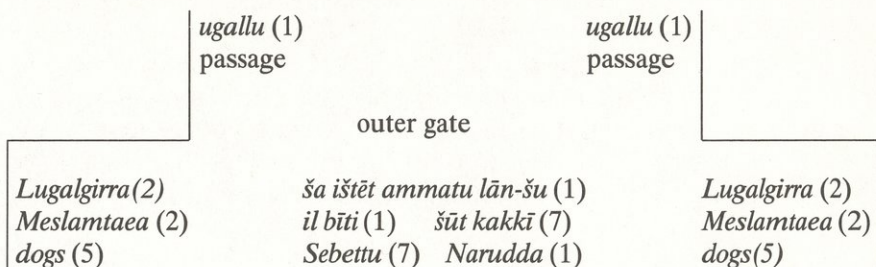 ugallu (1) ugallu (1)
passage passage
outer gate
Lugalgirra(2) ša ištēt ammatu lān-šu (1) Lugalgirra (2)
Meslamtaea (2) il bīti (1) šūt kakkī (7) Meslamtaea (2)
dogs (5) Sebettu (7) Narudda (1) dogs(5)